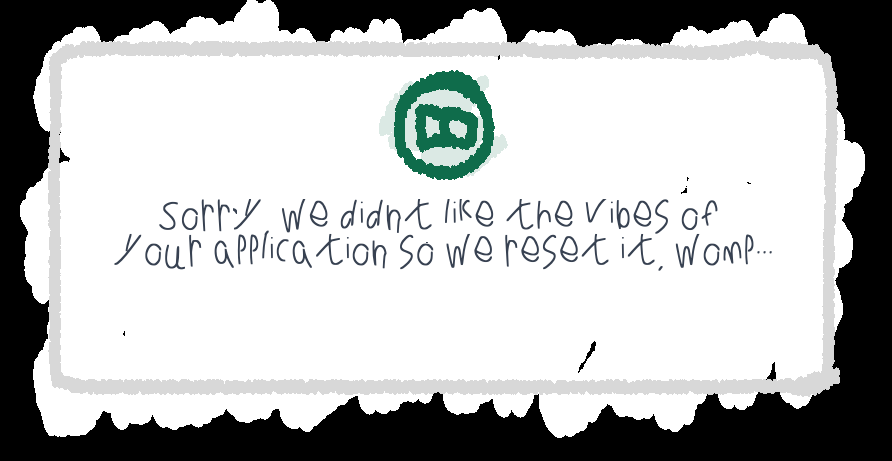 Sorry we didnt like the vibes of
your application so we reset it, womp...